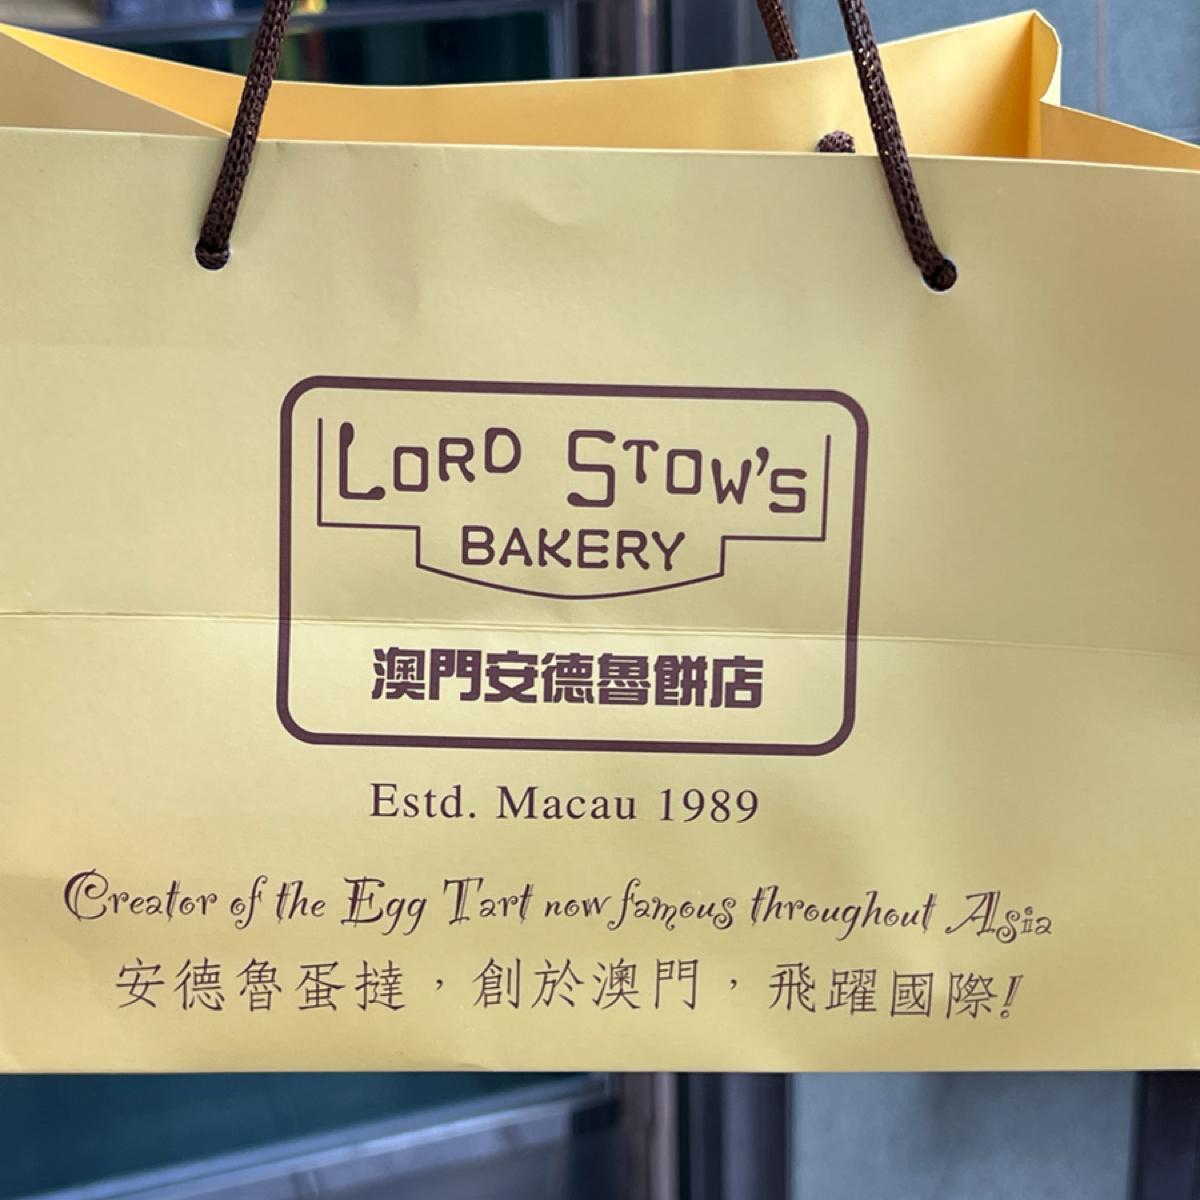 LORD STOW'S
BAKERY
澳門安德魯餅店
Estd. Macau 1989
Creator of the Egg Tart now famous throughout Asia
安德魯蛋撻，創於澳門，飛躍國際!